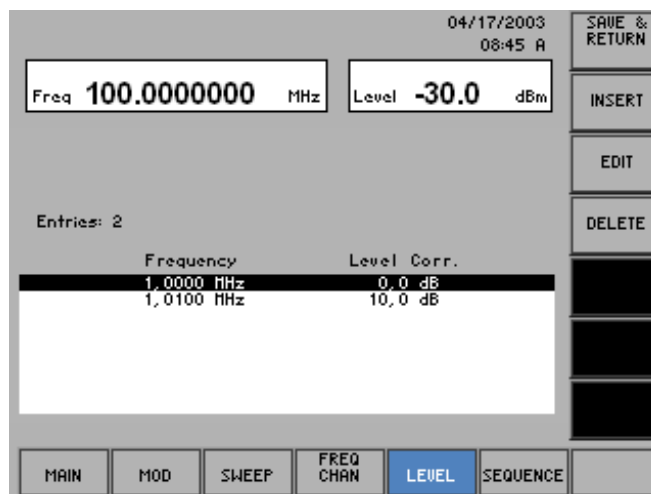 04/17/2003
08:45 A
SAVE &
RETURN
Freq 100.0000000 MHz
Level -30.0 dBm
INSERT
EDIT
Entries: 2
DELETE
Frequency Level Corr.
1,0000 MHz 0,0 dB
1,0100 MHz 10,0 dB
MAIN
MOD
SWEEP
FREQ
CHAN
LEVEL
SEQUENCE